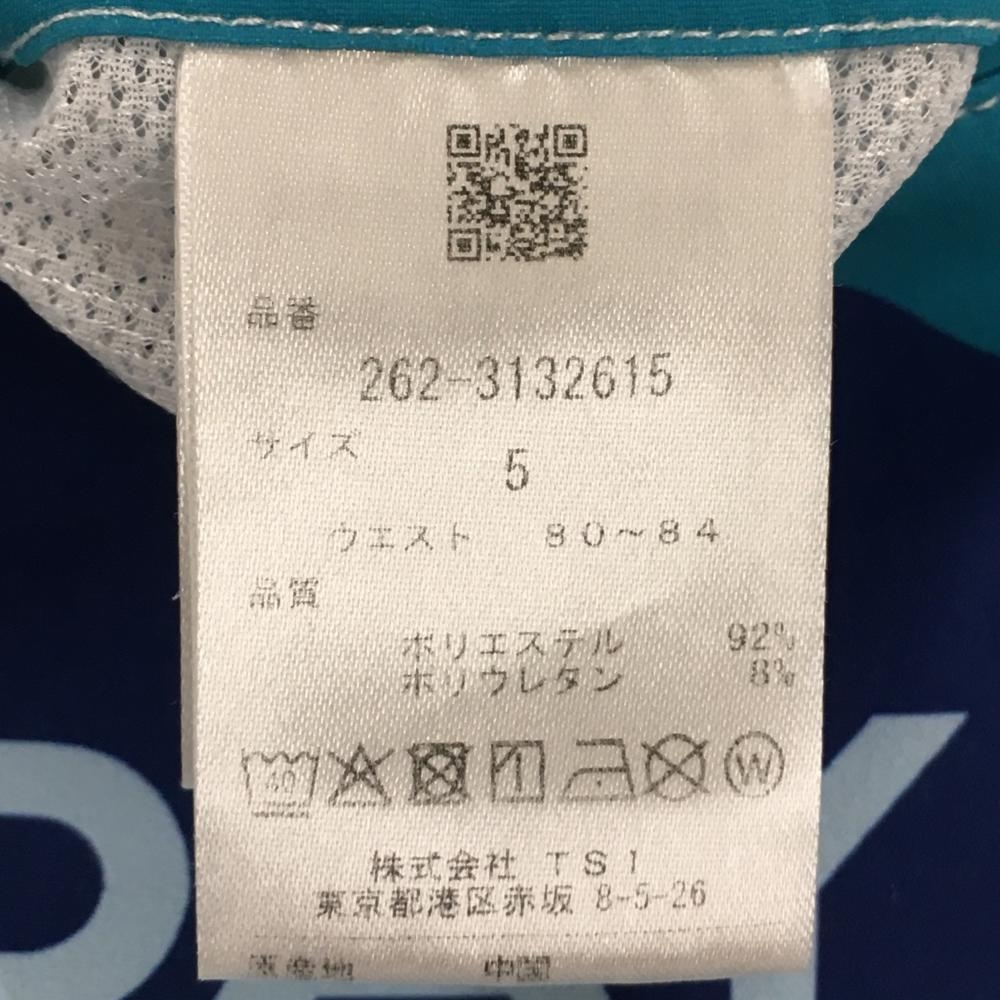 品番
262-3132615
サイズ
5
ウエスト 80~84
品質
ポリエステル 92%
ポリウレタン 8%
40
W
株式会社 TSI
東京都港区赤坂 8-5-26
原産地 中国